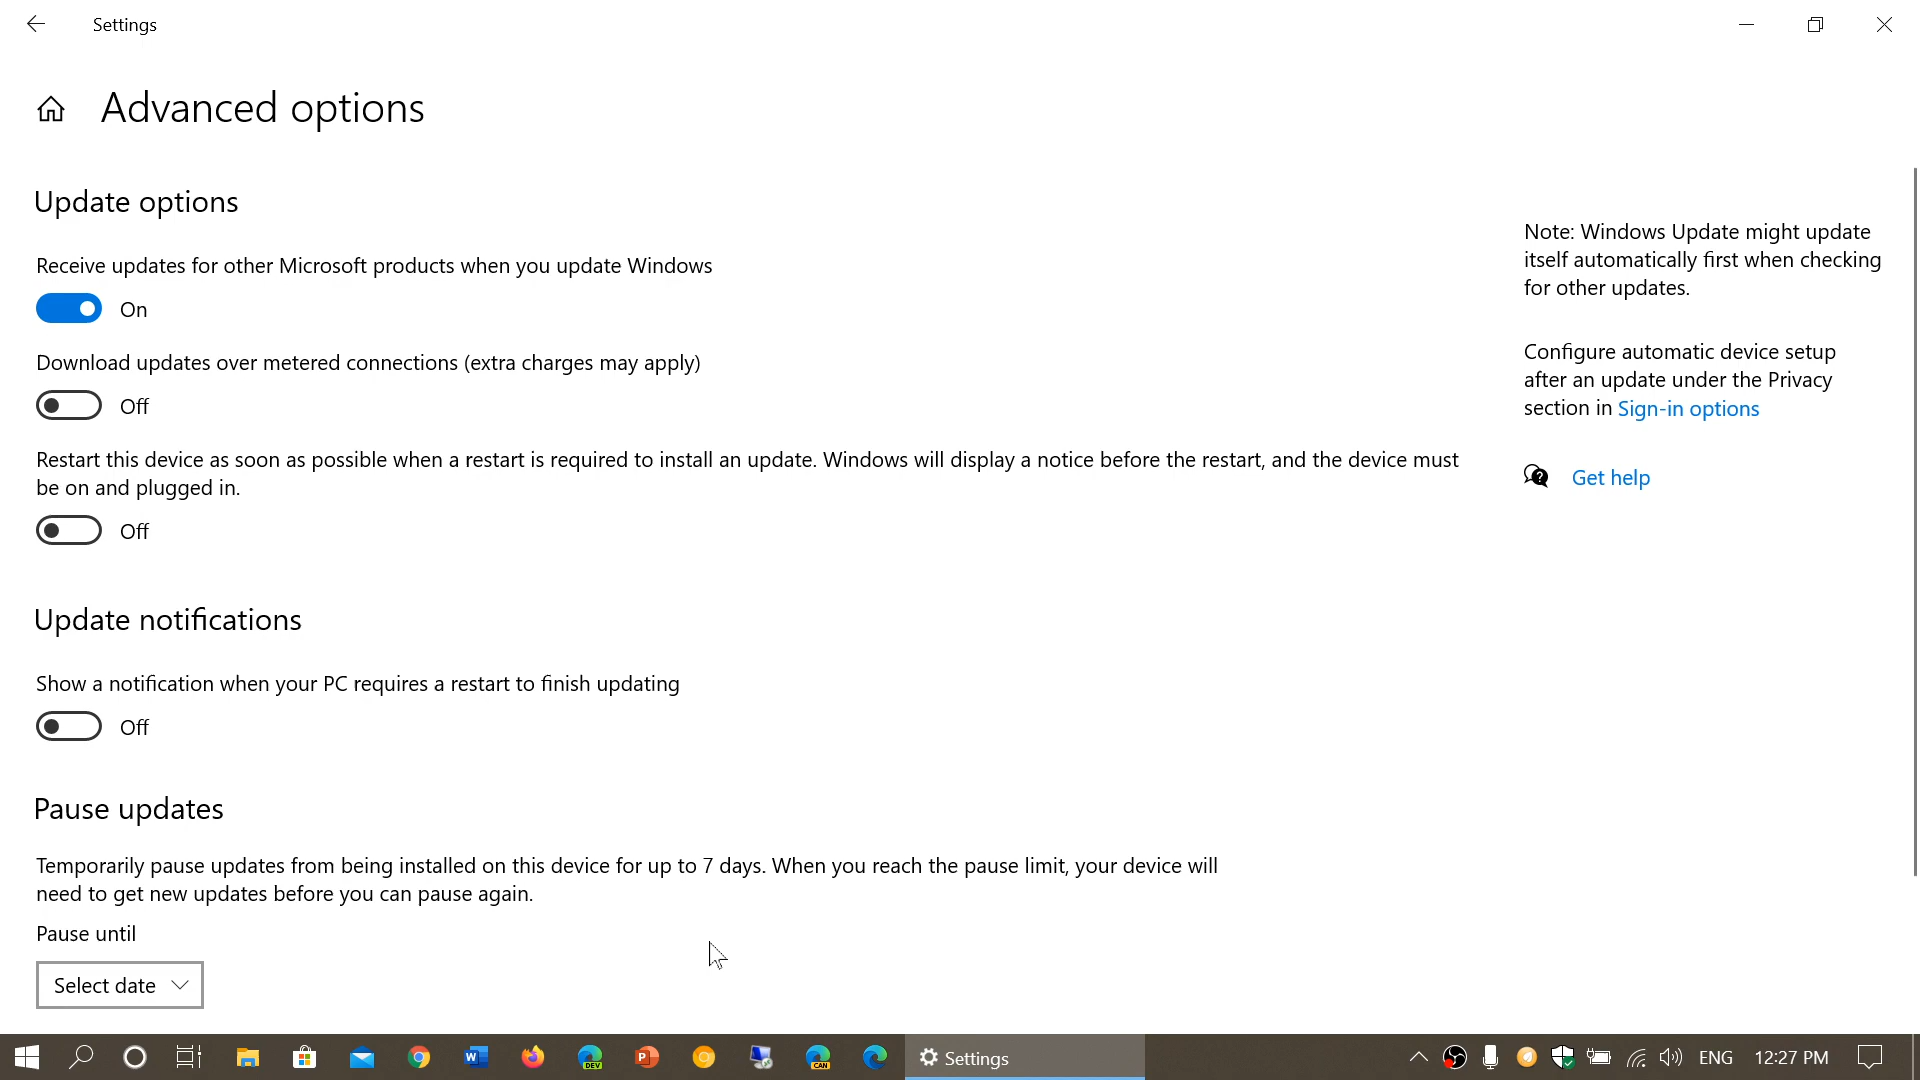 Settings
Advanced options
Update options
Receive updates for other Microsoft products when you update Windows
On
Download updates over metered connections (extra charges may apply)
Off
Restart this device as soon as possible when a restart is required to install an update. Windows will display a notice before the restart, and the device must
be on and plugged in.
Off
Update notifications
Show a notification when your PC requires a restart to finish updating
Off
Pause updates
Temporarily pause updates from being installed on this device for up to 7 days. When you reach the pause limit, your device will
need to get new updates before you can pause again.
Pause until
Select date
Note: Windows Update might update
itself automatically first when checking
for other updates.
Configure automatic device setup
after an update under the Privacy
section in Sign-in options
Get help
W
DEV
P
CAN
Settings
ENG
12:27 PM